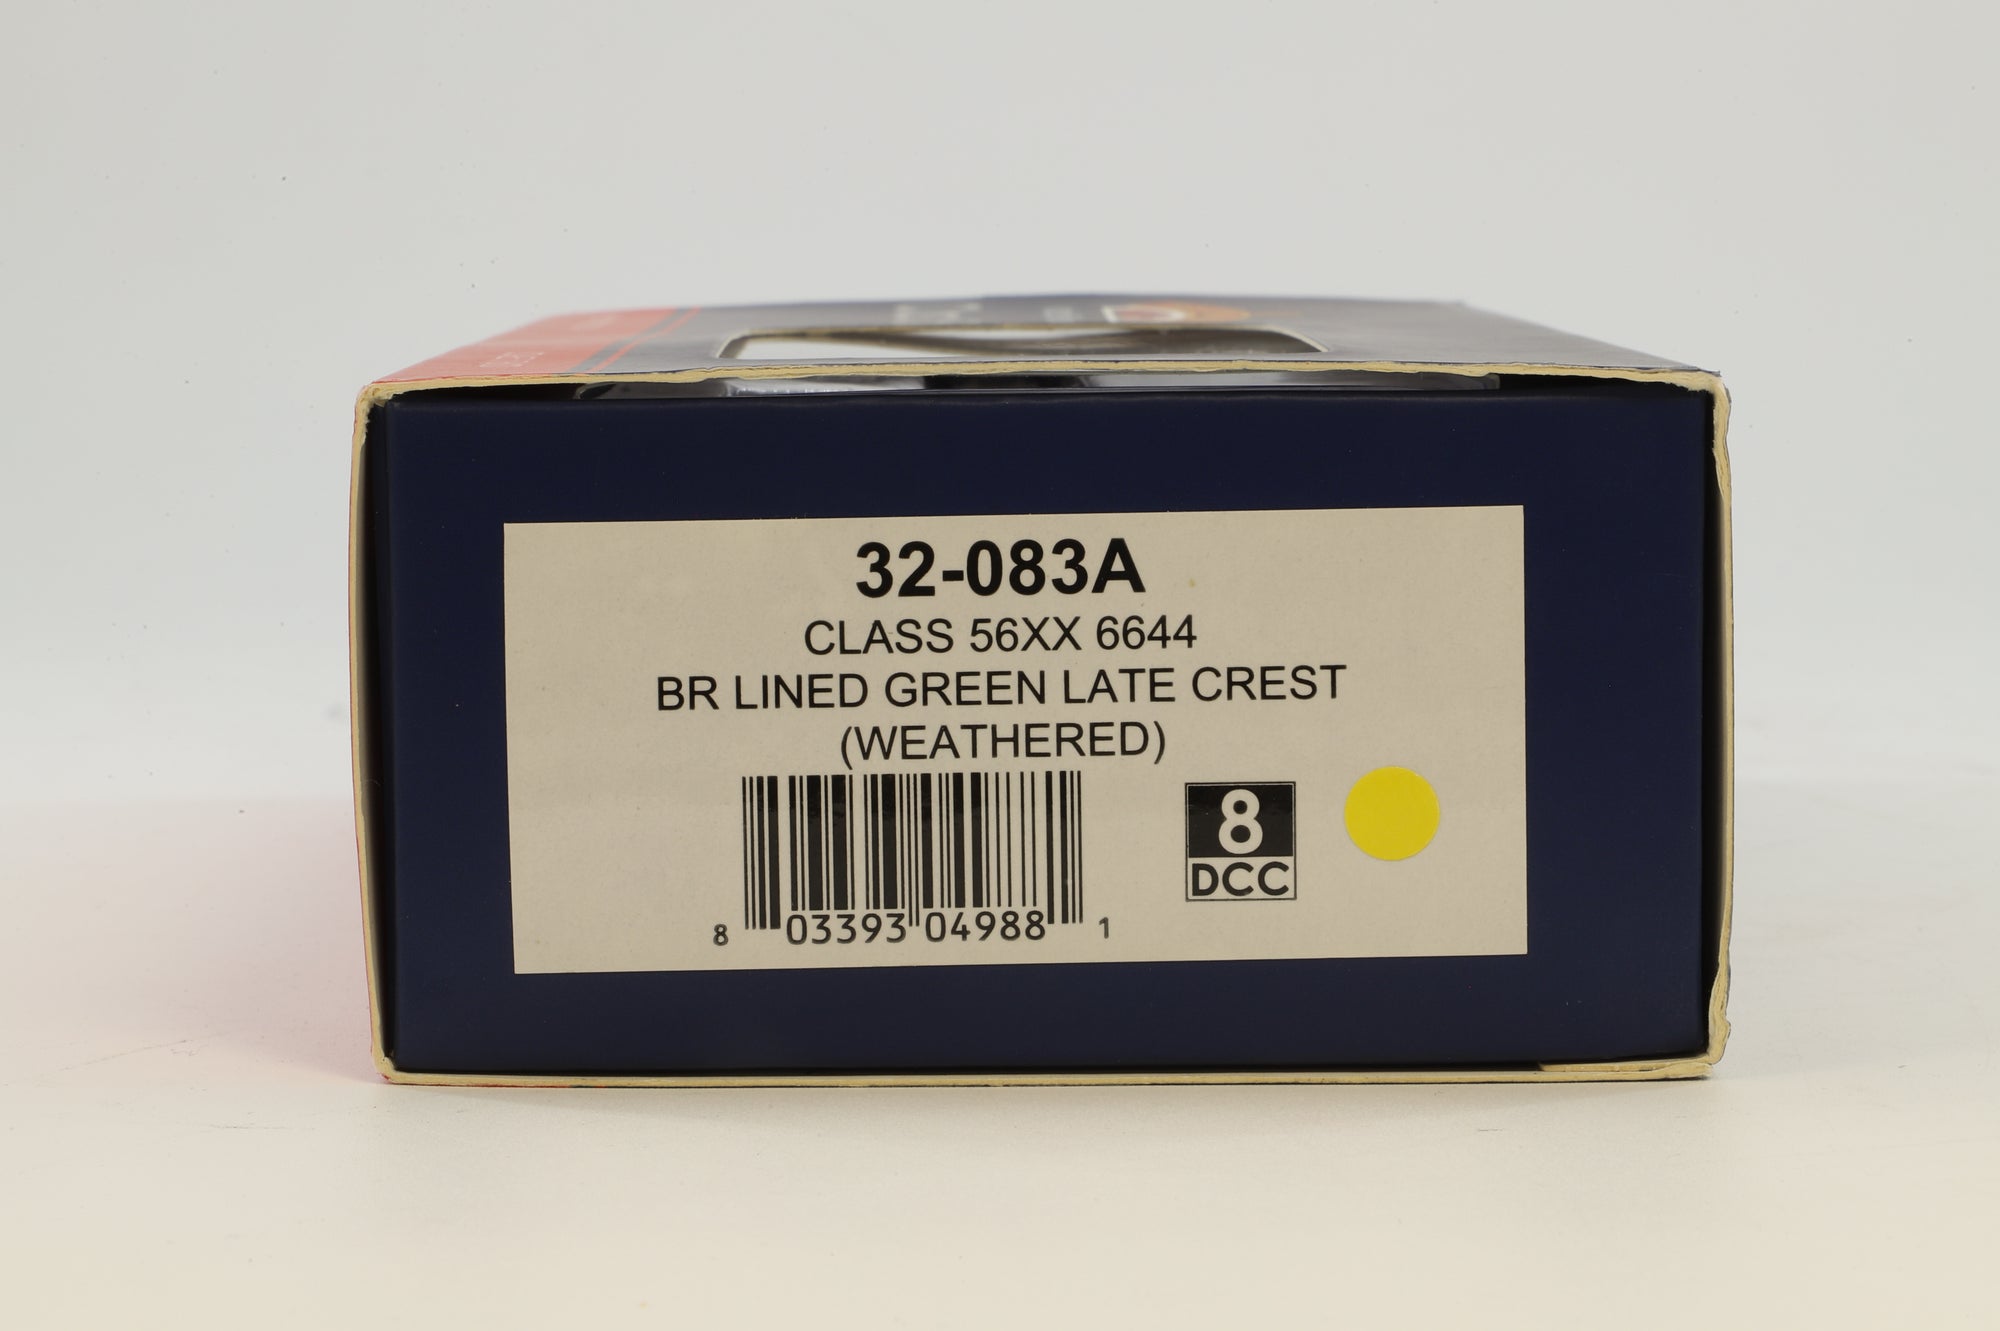 32-083A
CLASS 56XX 6644
BR LINED GREEN LATE CREST
(WEATHERED)
8 03393 04988 1
8
DCC